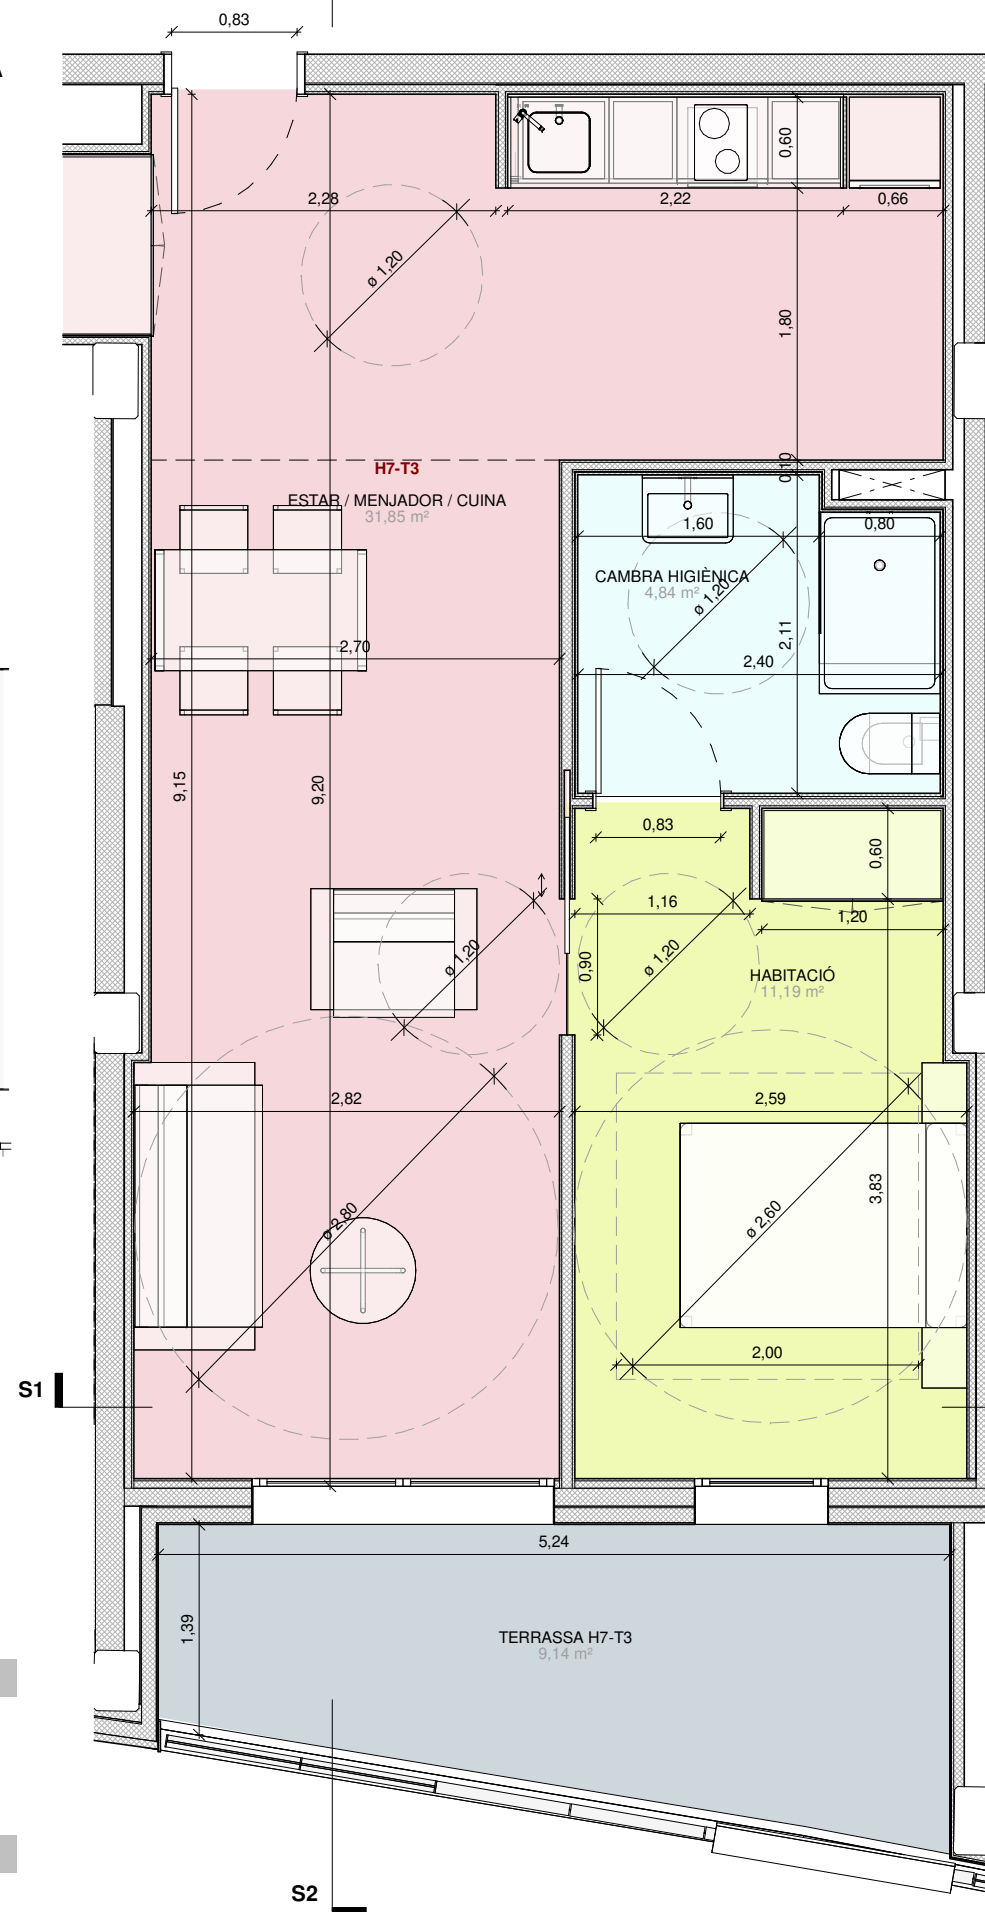 0,83
A
0,60
2,28
2,22
0,66
ø 1,20
1,80
H7-T3
ESTAR / MENJADOR / CUINA
31,85 m²
0,10
1,60
0,80
CAMBRA HIGIÈNICA
4,84 m²
ø 1,20
2,11
2,70
2,40
9,15
9,20
0,83
0,60
1,16
1,20
ø 1,20
0,90
ø 1,20
HABITACIÓ
11,19 m²
2,82
2,59
3,83
ø 2,80
ø 2,60
2,00
S1
5,24
1,39
TERRASSA H7-T3
9,14 m²
S2